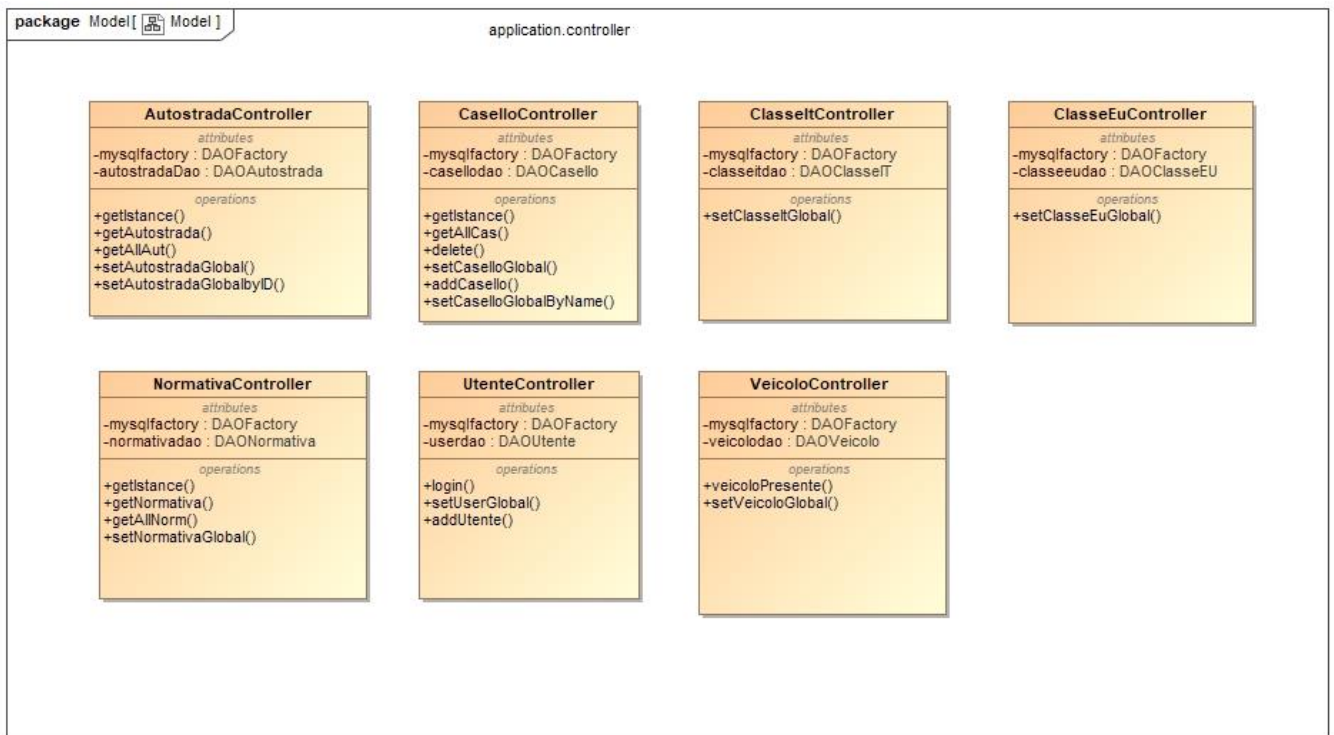 package Model[ Model ]
application.controller
AutostradaController
attributes
-mysqlfactory : DAOFactory
-autostradaDao : DAOAutostrada
operations
+getIstance()
+getAutostrada()
+getAllAut()
+setAutostradaGlobal()
+setAutostradaGlobalbyID()
CaselloController
attributes
-mysqlfactory : DAOFactory
-casellodao : DAOCasello
operations
+getIstance()
+getAllCas()
+delete()
+setCaselloGlobal()
+addCasello()
+setCaselloGlobalByName()
ClasseItController
attributes
-mysqlfactory : DAOFactory
-classeitdao : DAOClasseIT
operations
+setClasseItGlobal()
ClasseEuController
attributes
-mysqlfactory : DAOFactory
-classeeudao : DAOClasseEU
operations
+setClasseEuGlobal()
NormativaController
attributes
-mysqlfactory : DAOFactory
-normativadao : DAONormativa
operations
+getIstance()
+getNormativa()
+getAllNorm()
+setNormativaGlobal()
UtenteController
attributes
-mysqlfactory : DAOFactory
-userdao : DAOUtente
operations
+login()
+setUserGlobal()
+addUtente()
VeicoloController
attributes
-mysqlfactory : DAOFactory
-veicolodao : DAOVeicolo
operations
+veicoloPresente()
+setVeicoloGlobal()